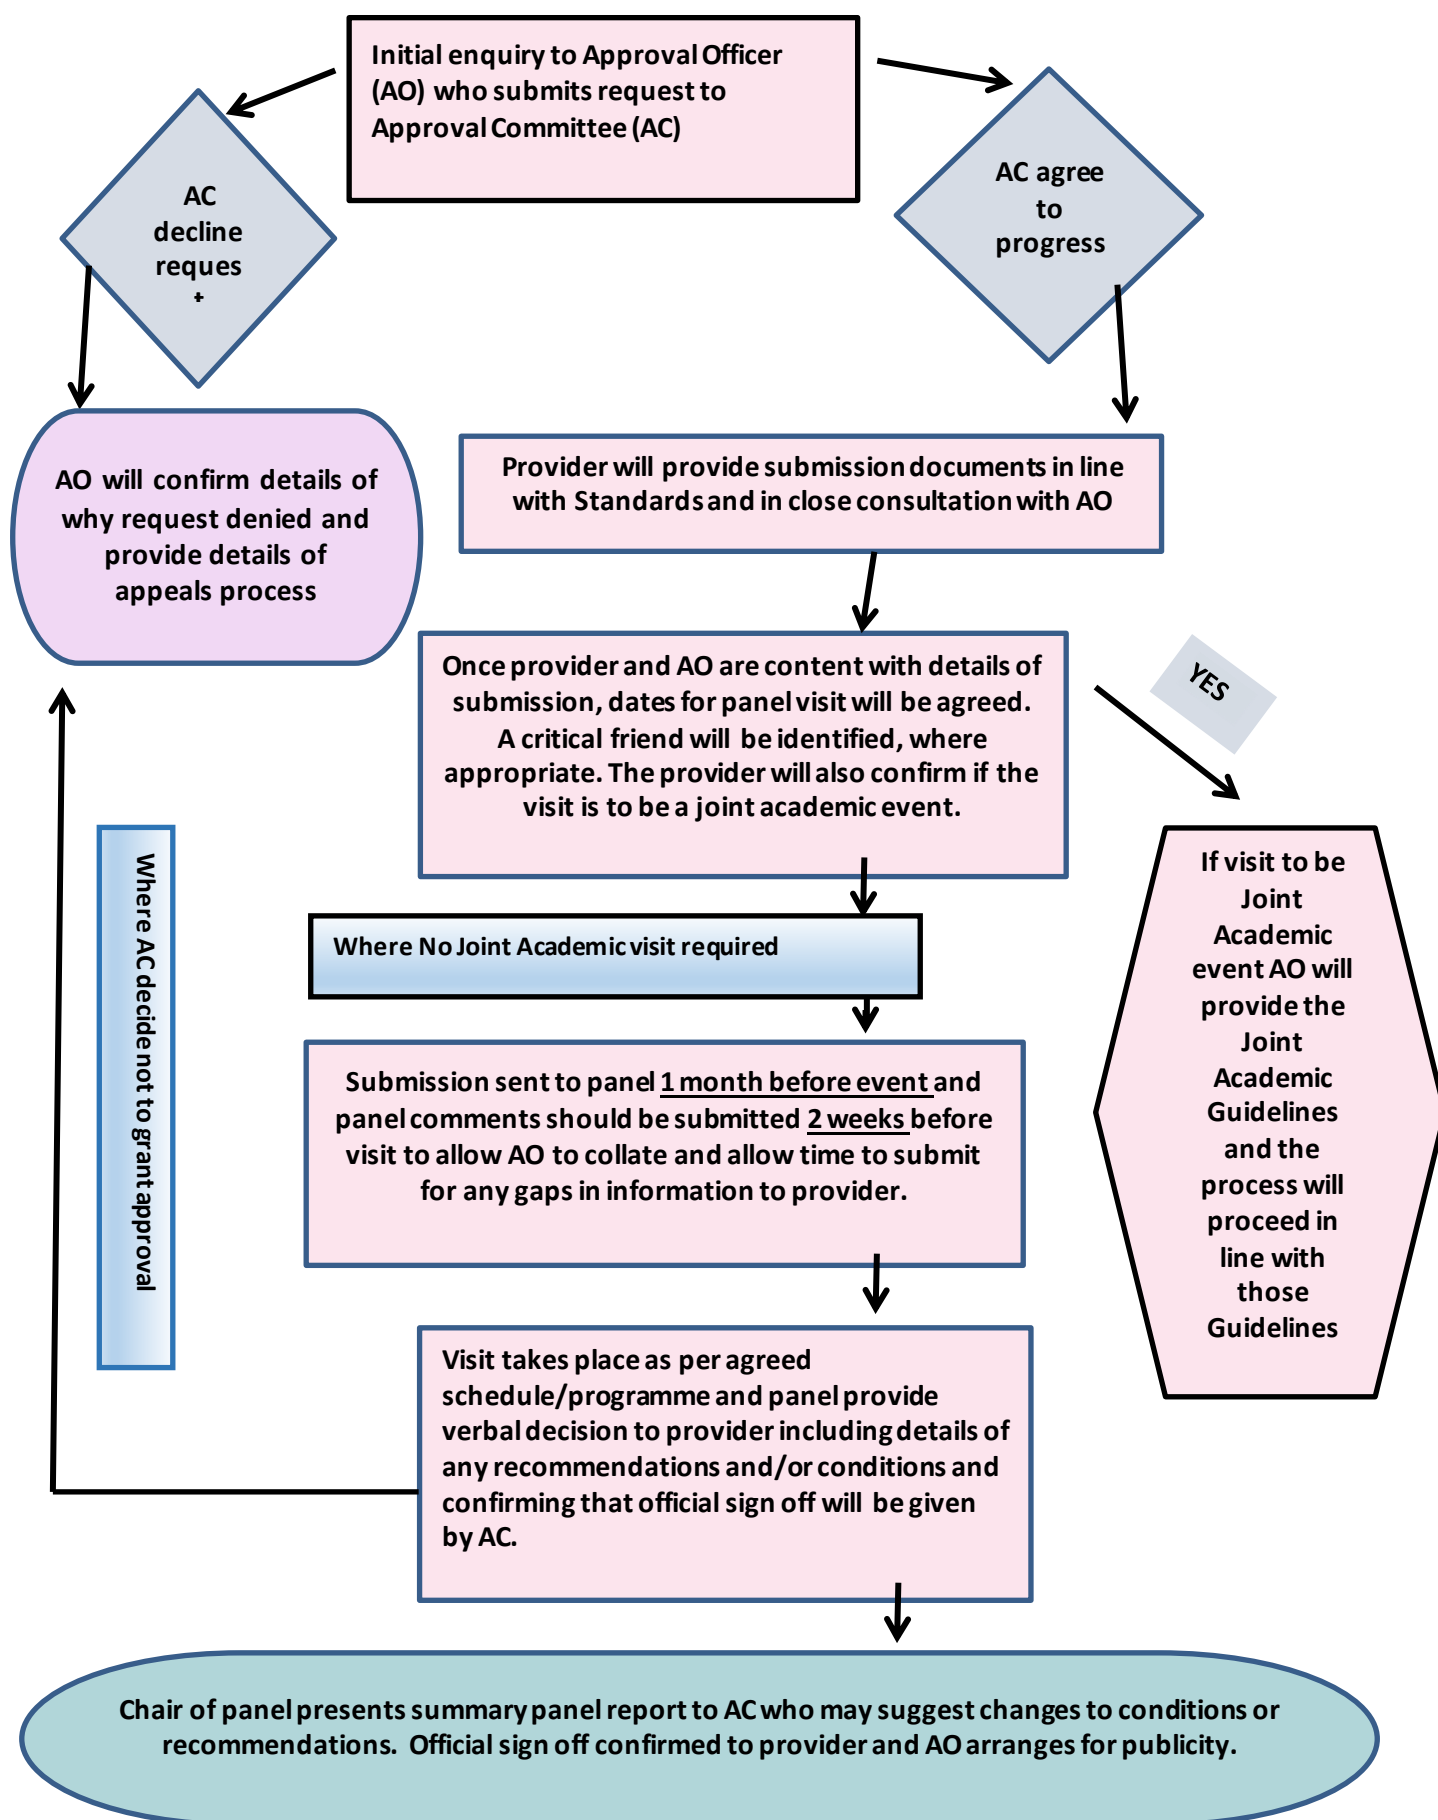 Initial enquiry to Approval Officer
(AO) who submits request to
Approval Committee (AC)
AC
decline
reques
AC agree
to
progress
AO will confirm details of
why request denied and
provide details of
appeals process
Provider will provide submission documents in line
with Standards and in close consultation with AO
Once provider and AO are content with details of
submission, dates for panel visit will be agreed.
A critical friend will be identified, where
appropriate. The provider will also confirm if the
visit is to be a joint academic event.
YES
Where No Joint Academic visit required
If visit to be
Joint
Academic
event AO will
provide the
Joint
Academic
Guidelines
and the
process will
proceed in
line with
those
Guidelines
Where AC decide not to grant approval
Submission sent to panel 1 month before event and
panel comments should be submitted 2 weeks before
visit to allow AO to collate and allow time to submit
for any gaps in information to provider.
Visit takes place as per agreed
schedule/programme and panel provide
verbal decision to provider including details of
any recommendations and/or conditions and
confirming that official sign off will be given
by AC.
Chair of panel presents summary panel report to AC who may suggest changes to conditions or
recommendations. Official sign off confirmed to provider and AO arranges for publicity.